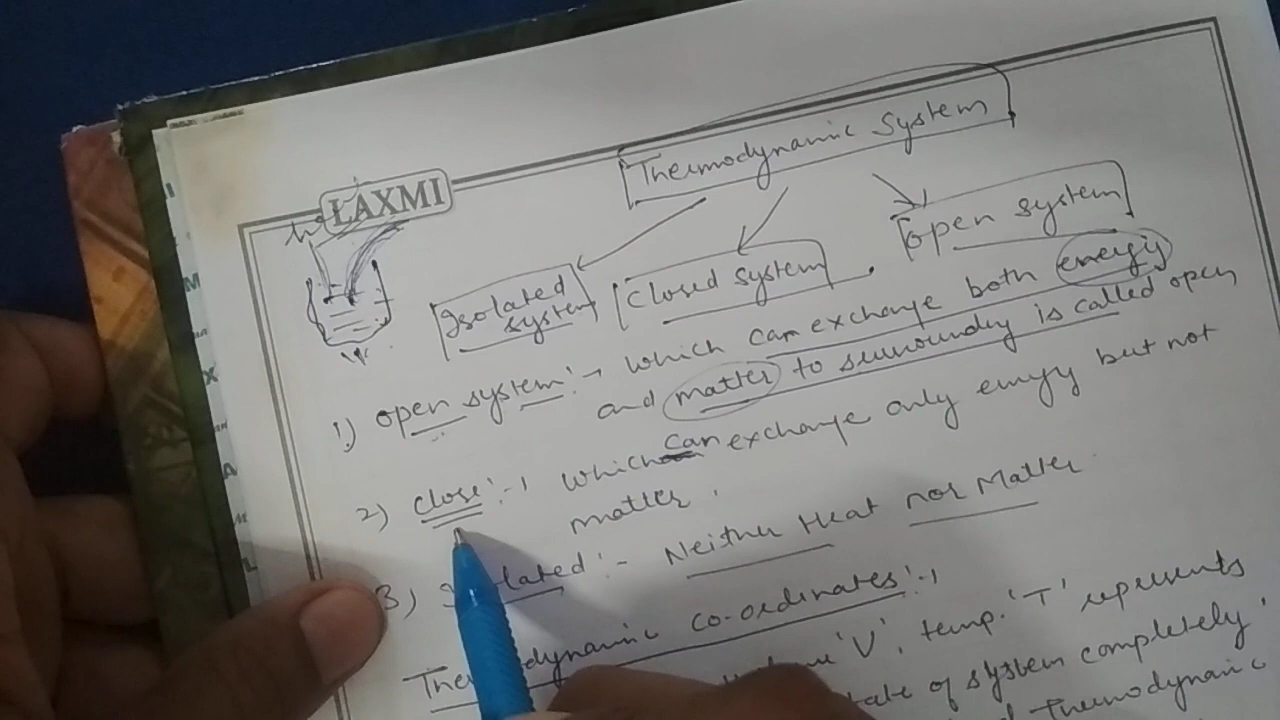 LAXMI
Thermodynamic System
Isolated system
Closed system
open system
1) open system :- which can exchange both energy
and matter to surrounding is called open
2) close :- which can exchange only energy but not
matter.
3) lated :- Neither Heat nor Matter
dynamic co-ordinates :-
'V', temp. 'T' represents
state of system completely.
Thermodynamic